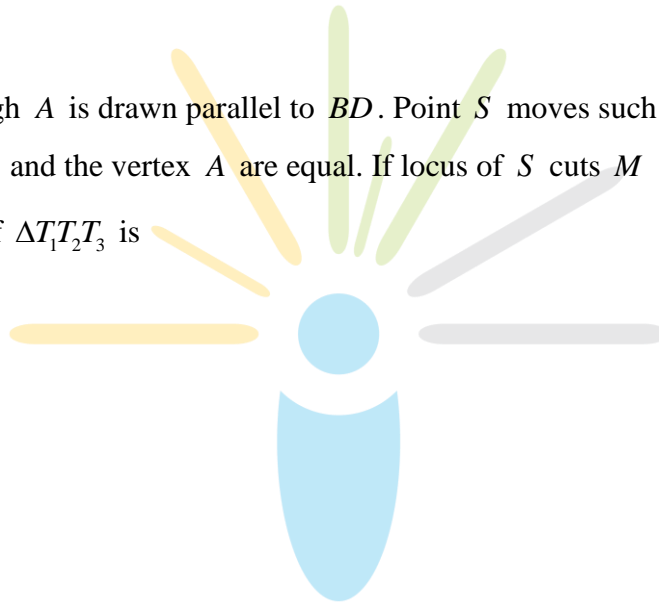 gh A is drawn parallel to BD. Point S moves such
and the vertex A are equal. If locus of S cuts M
f ΔT₁T₂T₃ is